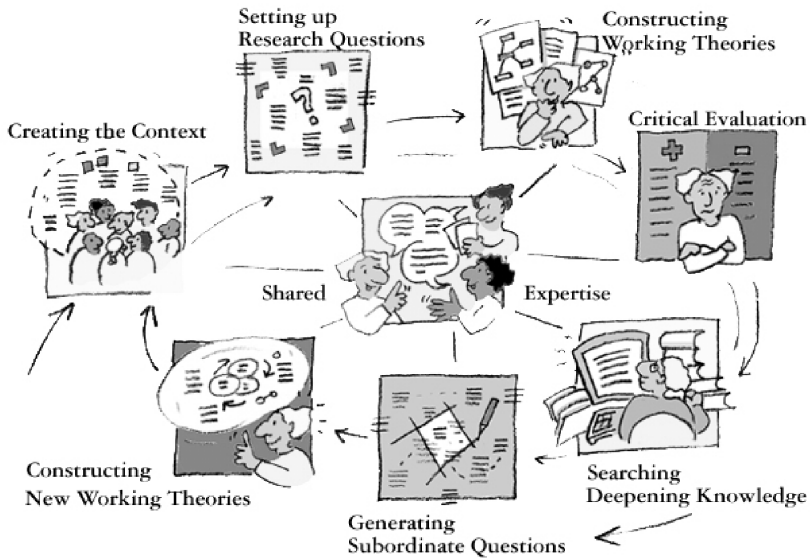 Setting up
Research Questions
Constructing
Working Theories
Creating the Context
Critical Evaluation
Shared
Expertise
Constructing
New Working Theories
Searching
Deepening Knowledge
Generating
Subordinate Questions